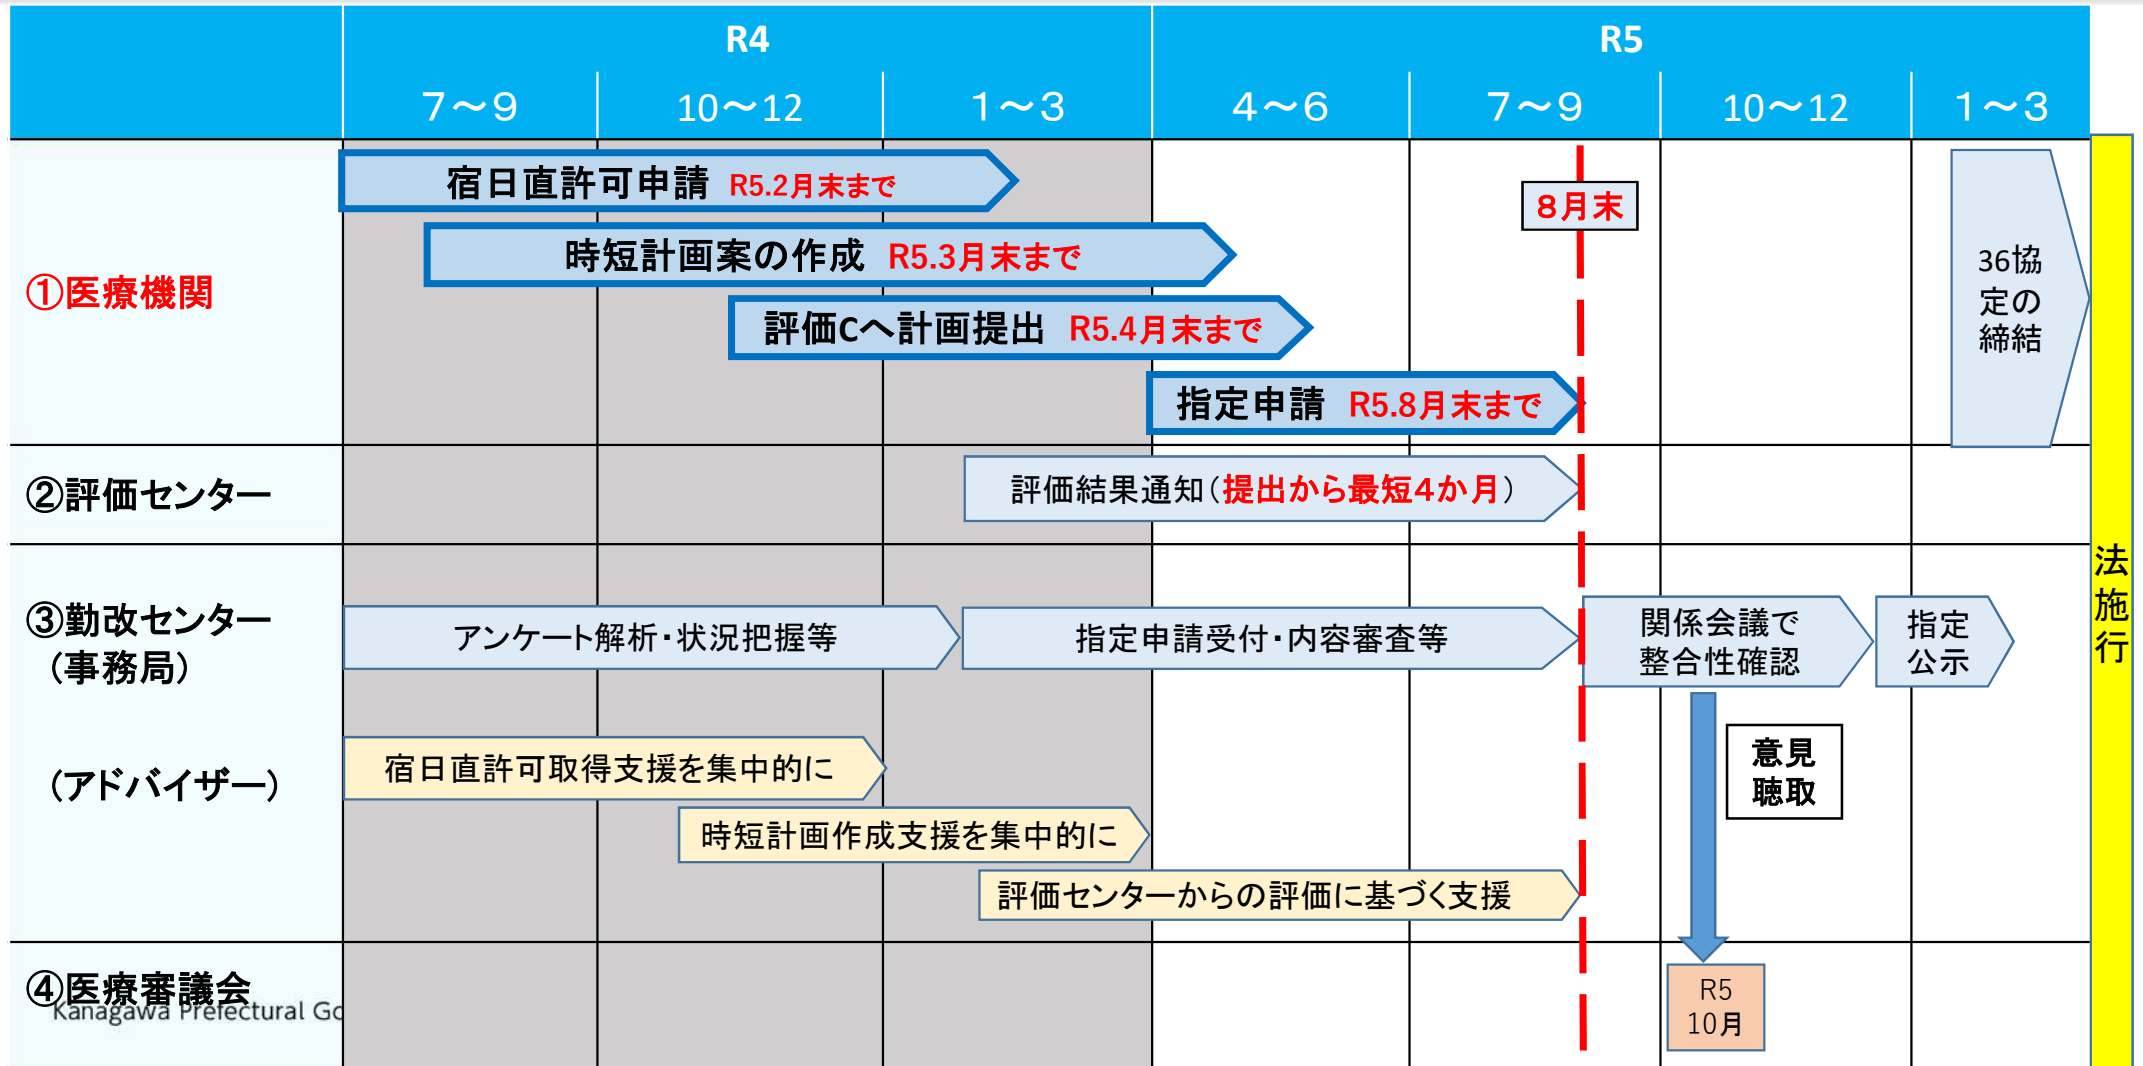 R4
R5
7～9
10～12
1～3
4～6
7～9
10～12
1～3
①医療機関
宿日直許可申請 R5.2月末まで
時短計画案の作成 R5.3月末まで
評価Cへ計画提出 R5.4月末まで
指定申請 R5.8月末まで
8月末
36協
定の
締結
②評価センター
評価結果通知(提出から最短4か月)
③勤改センター
(事務局)
アンケート解析・状況把握等
指定申請受付・内容審査等
関係会議で
整合性確認
指定
公示
(アドバイザー)
宿日直許可取得支援を集中的に
時短計画作成支援を集中的に
評価センターからの評価に基づく支援
意見
聴取
④医療審議会
Kanagawa Prefectural Go
R5
10月
法
施
行